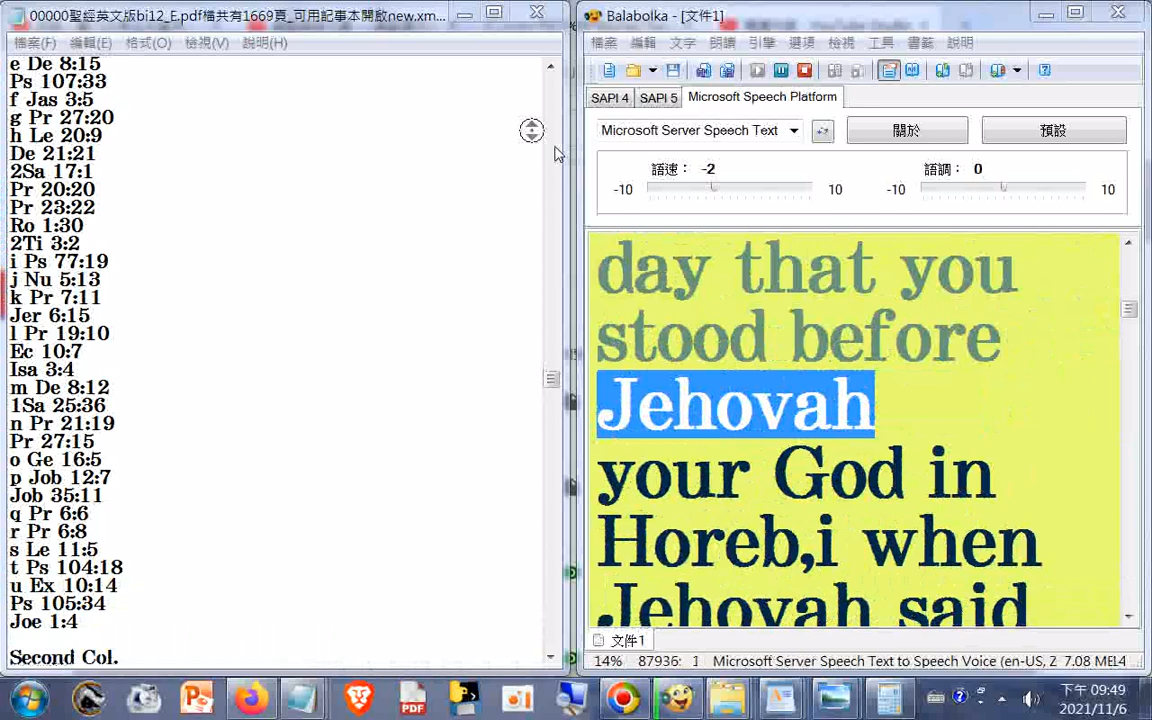 00000聖經英文版bi12_E.pdf檔共有1669頁_可用記事本開啟new.xm...
檔案(F) 編輯(E) 格式(O) 檢視(V) 說明(H)
e De 8:15
Ps 107:33
f Jas 3:5
g Pr 27:20
h Le 20:9
De 21:21
2Sa 17:1
Pr 20:20
Pr 23:22
Ro 1:30
2Ti 3:2
i Ps 77:19
j Nu 5:13
k Pr 7:11
Jer 6:15
l Pr 19:10
Ec 10:7
Isa 3:4
m De 8:12
1Sa 25:36
n Pr 21:19
Pr 27:15
o Ge 16:5
p Job 12:7
Job 35:11
q Pr 6:6
r Pr 6:8
s Le 11:5
t Ps 104:18
u Ex 10:14
Ps 105:34
Joe 1:4
Second Col.
Balabolka - [文件1]
檔案 編輯 文字 朗讀 引擎 選項 檢視 工具 書籤 說明
SAPI 4 SAPI 5 Microsoft Speech Platform
Microsoft Server Speech Text 關於 預設
語速： -2 語調： 0
-10 10 -10 10
day that you
stood before
Jehovah
your God in
Horeb,i when
Jehovah said
文件1
14% 87936: 1 Microsoft Server Speech Text to Speech Voice (en-US, Z 7.08 ME 14
PDF
下午 09:49
2021/11/6